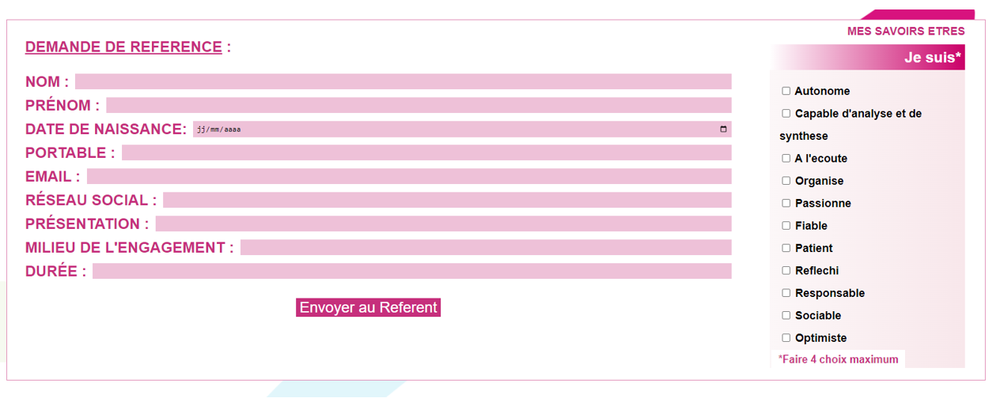 DEMANDE DE REFERENCE :
NOM :
PRÉNOM :
DATE DE NAISSANCE: jj/mm/aaaa
PORTABLE :
EMAIL :
RÉSEAU SOCIAL :
PRÉSENTATION :
MILIEU DE L'ENGAGEMENT :
DURÉE :
Envoyer au Referent
MES SAVOIRS ETRES
Je suis*
Autonome
Capable d'analyse et de
synthese
A l'ecoute
Organise
Passionne
Fiable
Patient
Reflechi
Responsable
Sociable
Optimiste
*Faire 4 choix maximum